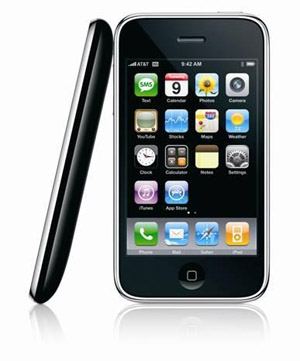 AT&T 9:42 AM
SMS Monday 9
Text Calendar Photos Camera
YouTube Stocks Maps Weather
Clock Calculator Notes Settings
iTunes App Store
Phone Mail Safari iPod